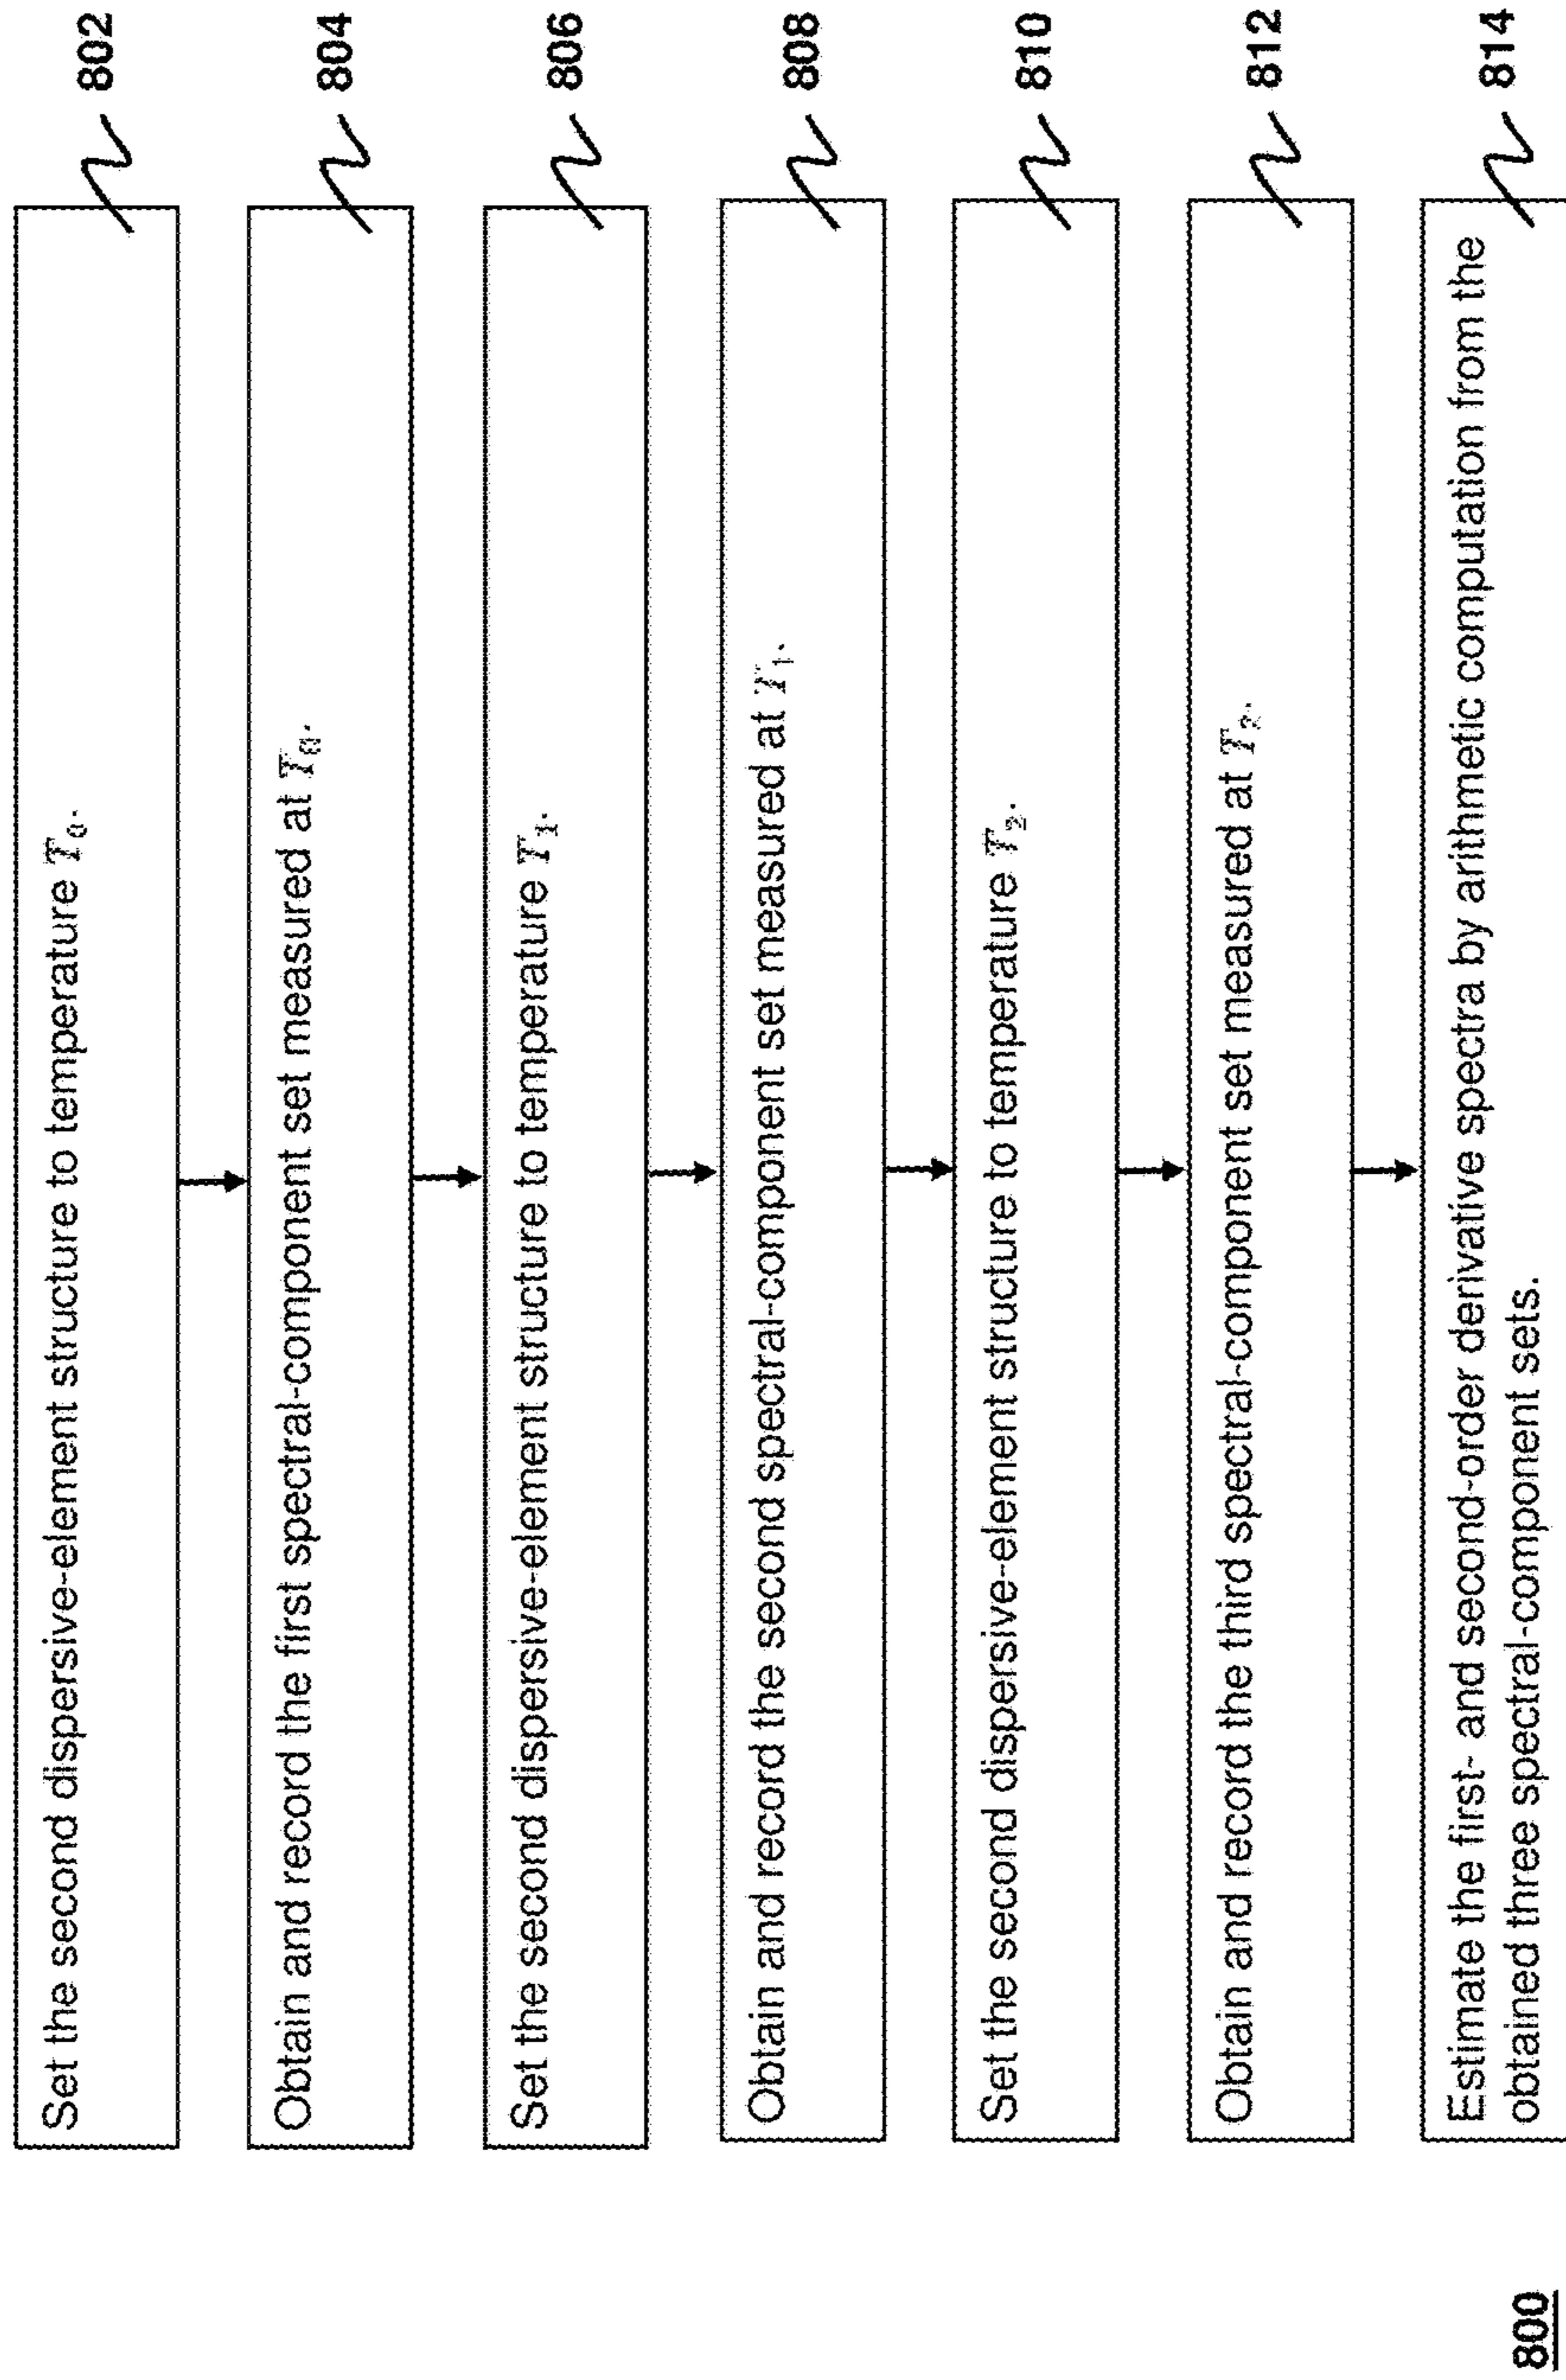 Set the second dispersive-element structure to temperature T₀.
802
Obtain and record the first spectral-component set measured at T₀.
804
Set the second dispersive-element structure to temperature T₁.
806
Obtain and record the second spectral-component set measured at T₁.
808
Set the second dispersive-element structure to temperature T₂.
810
Obtain and record the third spectral-component set measured at T₂.
812
Estimate the first- and second-order derivative spectra by arithmetic computation from the
obtained three spectral-component sets.
814
800